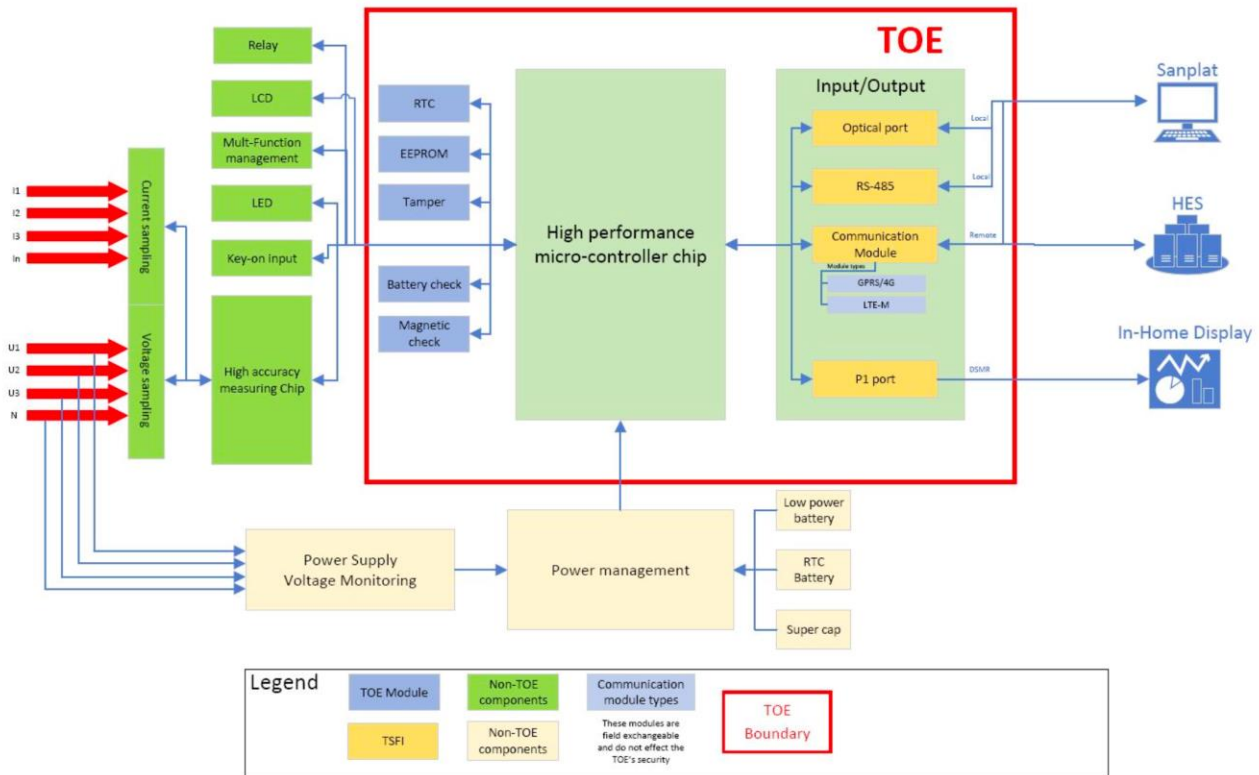 TOE
Relay
LCD
Mult-Function
management
LED
Key-on input
High accuracy
measuring Chip
I1
I2
I3
In
Current sampling
U1
U2
U3
N
Voltage sampling
RTC
EEPROM
Tamper
Battery check
Magnetic
check
High performance
micro-controller chip
Input/Output
Optical port
RS-485
Communication
Module
Module types
GPRS/4G
LTE-M
P1 port
Local
Local
Remote
DSMR
Sanplat
HES
In-Home Display
Power Supply
Voltage Monitoring
Power management
Low power
battery
RTC
Battery
Super cap
Legend
TOE Module
TSFI
Non-TOE
components
Non-TOE
components
Communication
module types
These modules are
field exchangeable
and do not effect the
TOE's security
TOE
Boundary